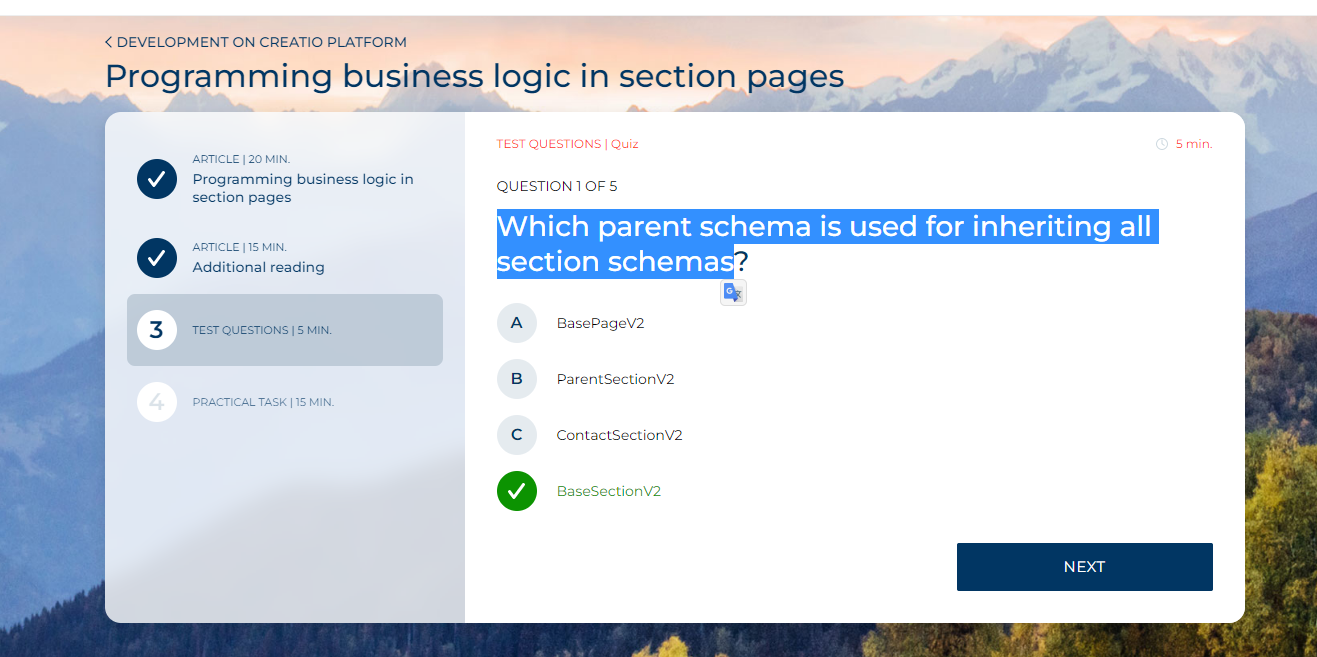 DEVELOPMENT ON CREATIO PLATFORM
Programming business logic in section pages
ARTICLE | 20 MIN.
Programming business logic in
section pages
ARTICLE | 15 MIN.
Additional reading
3
TEST QUESTIONS | 5 MIN.
4
PRACTICAL TASK | 15 MIN.
TEST QUESTIONS | Quiz
5 min.
QUESTION 1 OF 5
Which parent schema is used for inheriting all
section schemas?
A BasePageV2
B ParentSectionV2
C ContactSectionV2
BaseSectionV2
NEXT